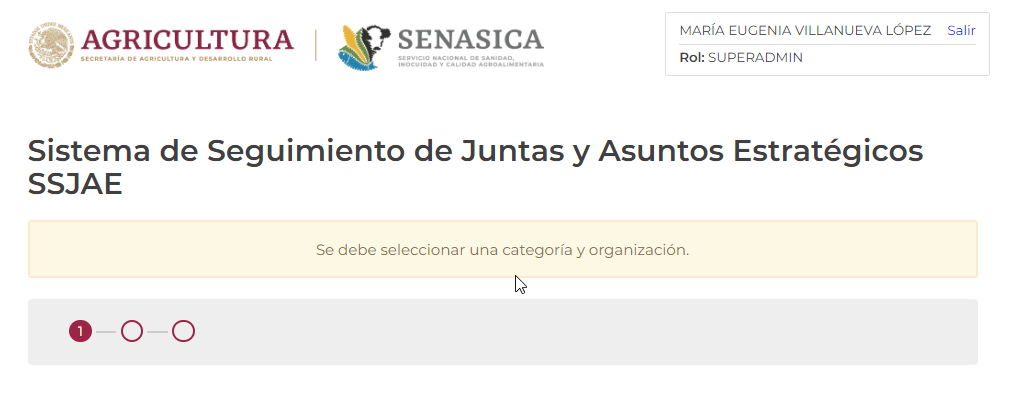 AGRICULTURA
SECRETARÍA DE AGRICULTURA Y DESARROLLO RURAL
SENASICA
SERVICIO NACIONAL DE SANIDAD,
INOCUIDAD Y CALIDAD AGROALIMENTARIA
MARÍA EUGENIA VILLANUEVA LÓPEZ Salir
Rol: SUPERADMIN
Sistema de Seguimiento de Juntas y Asuntos Estratégicos
SSJAE
Se debe seleccionar una categoría y organización.
1